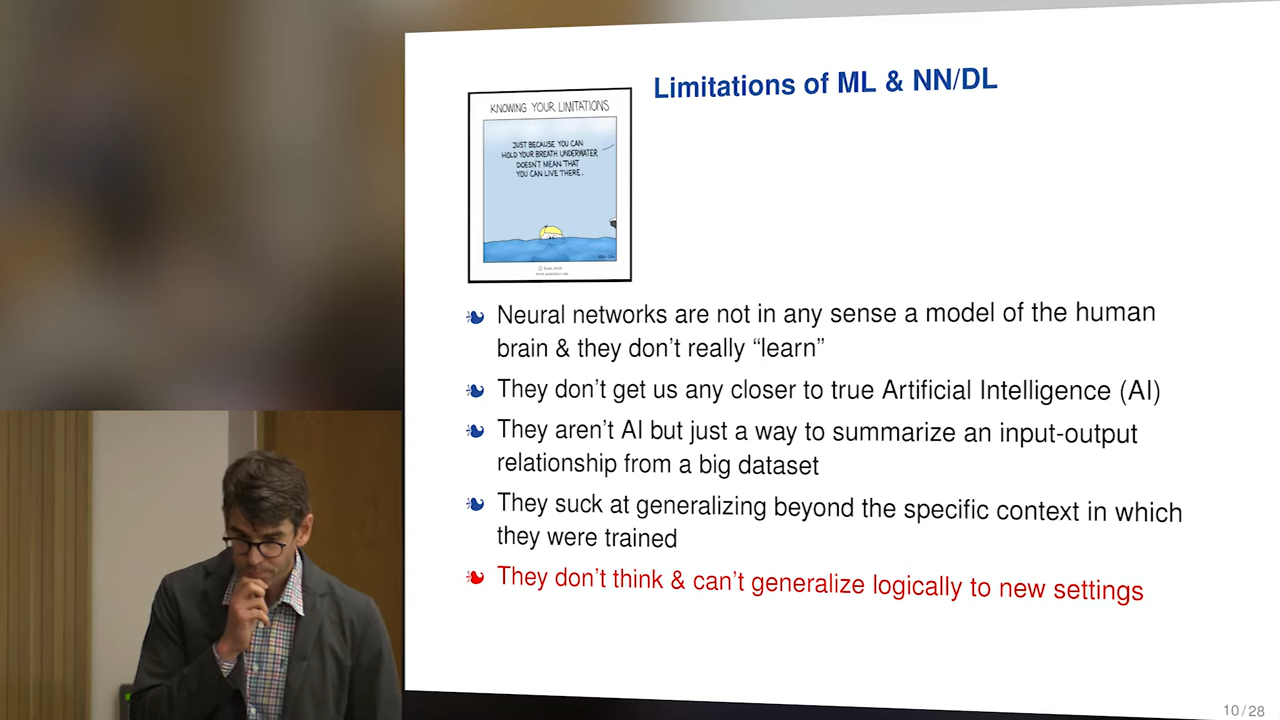 Limitations of ML & NN/DL
KNOWING YOUR LIMITATIONS
JUST BECAUSE YOU CAN
HOLD YOUR BREATH UNDERWATER
DOESN'T MEAN THAT
YOU CAN LIVE THERE.
Neural networks are not in any sense a model of the human
brain & they don't really “learn”
They don't get us any closer to true Artificial Intelligence (AI)
They aren't AI but just a way to summarize an input-output
relationship from a big dataset
They suck at generalizing beyond the specific context in which
they were trained
They don't think & can't generalize logically to new settings
10/28